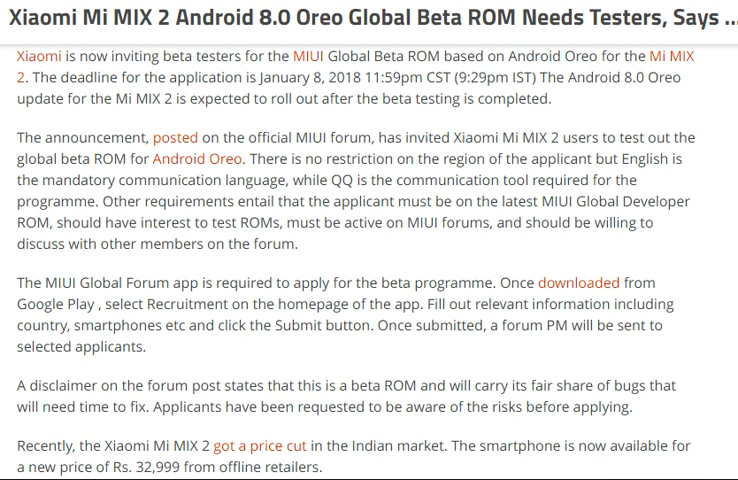 Xiaomi Mi MIX 2 Android 8.0 Oreo Global Beta ROM Needs Testers, Says ...
Xiaomi is now inviting beta testers for the MIUI Global Beta ROM based on Android Oreo for the Mi MIX
2. The deadline for the application is January 8, 2018 11:59pm CST (9:29pm IST) The Android 8.0 Oreo
update for the Mi MIX 2 is expected to roll out after the beta testing is completed.
The announcement, posted on the official MIUI forum, has invited Xiaomi Mi MIX 2 users to test out the
global beta ROM for Android Oreo. There is no restriction on the region of the applicant but English is
the mandatory communication language, while QQ is the communication tool required for the
programme. Other requirements entail that the applicant must be on the latest MIUI Global Developer
ROM, should have interest to test ROMs, must be active on MIUI forums, and should be willing to
discuss with other members on the forum.
The MIUI Global Forum app is required to apply for the beta programme. Once downloaded from
Google Play , select Recruitment on the homepage of the app. Fill out relevant information including
country, smartphones etc and click the Submit button. Once submitted, a forum PM will be sent to
selected applicants.
A disclaimer on the forum post states that this is a beta ROM and will carry its fair share of bugs that
will need time to fix. Applicants have been requested to be aware of the risks before applying.
Recently, the Xiaomi Mi MIX 2 got a price cut in the Indian market. The smartphone is now available for
a new price of Rs. 32,999 from offline retailers.